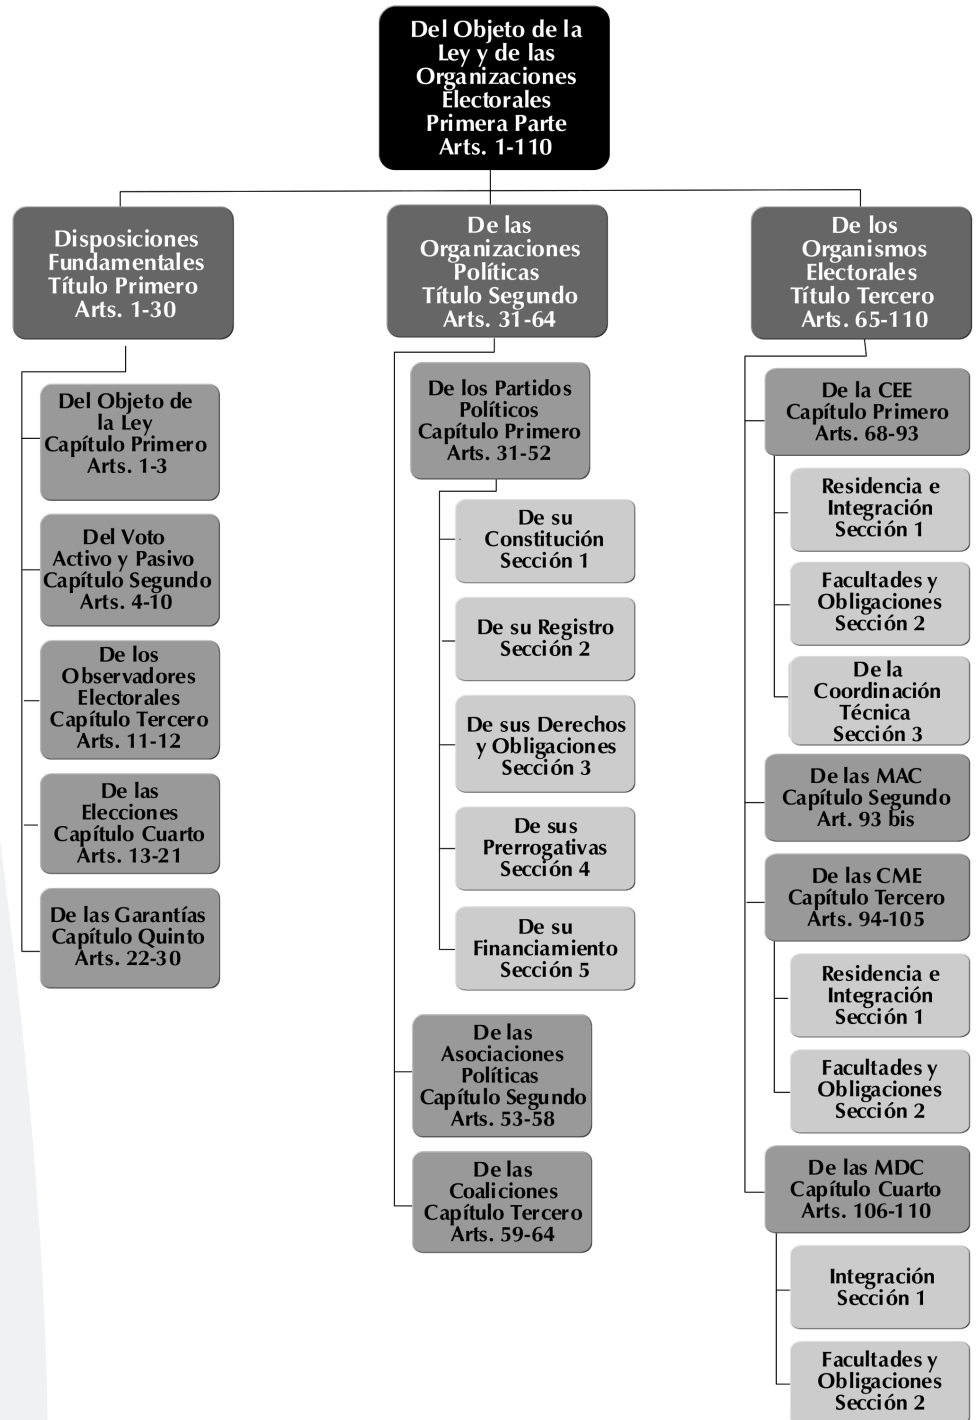 Del Objeto de la
Ley y de las
Organizaciones
Electorales
Primera Parte
Arts. 1-110
Disposiciones
Fundamentales
Título Primero
Arts. 1-30
Del Objeto de
la Ley
Capítulo Primero
Arts. 1-3
Del Voto
Activo y Pasivo
Capítulo Segundo
Arts. 4-10
De los
Observadores
Electorales
Capítulo Tercero
Arts. 11-12
De las
Elecciones
Capítulo Cuarto
Arts. 13-21
De las Garantías
Capítulo Quinto
Arts. 22-30
De las
Organizaciones
Políticas
Título Segundo
Arts. 31-64
De los Partidos
Políticos
Capítulo Primero
Arts. 31-52
De su
Constitución
Sección 1
De su Registro
Sección 2
De sus Derechos
y Obligaciones
Sección 3
De sus
Prerrogativas
Sección 4
De su
Financiamiento
Sección 5
De las
Asociaciones
Políticas
Capítulo Segundo
Arts. 53-58
De las
Coaliciones
Capítulo Tercero
Arts. 59-64
De los
Organismos
Electorales
Título Tercero
Arts. 65-110
De la CEE
Capítulo Primero
Arts. 68-93
Residencia e
Integración
Sección 1
Facultades y
Obligaciones
Sección 2
De la
Coordinación
Técnica
Sección 3
De las MAC
Capítulo Segundo
Art. 93 bis
De las CME
Capítulo Tercero
Arts. 94-105
Residencia e
Integración
Sección 1
Facultades y
Obligaciones
Sección 2
De las MDC
Capítulo Cuarto
Arts. 106-110
Integración
Sección 1
Facultades y
Obligaciones
Sección 2